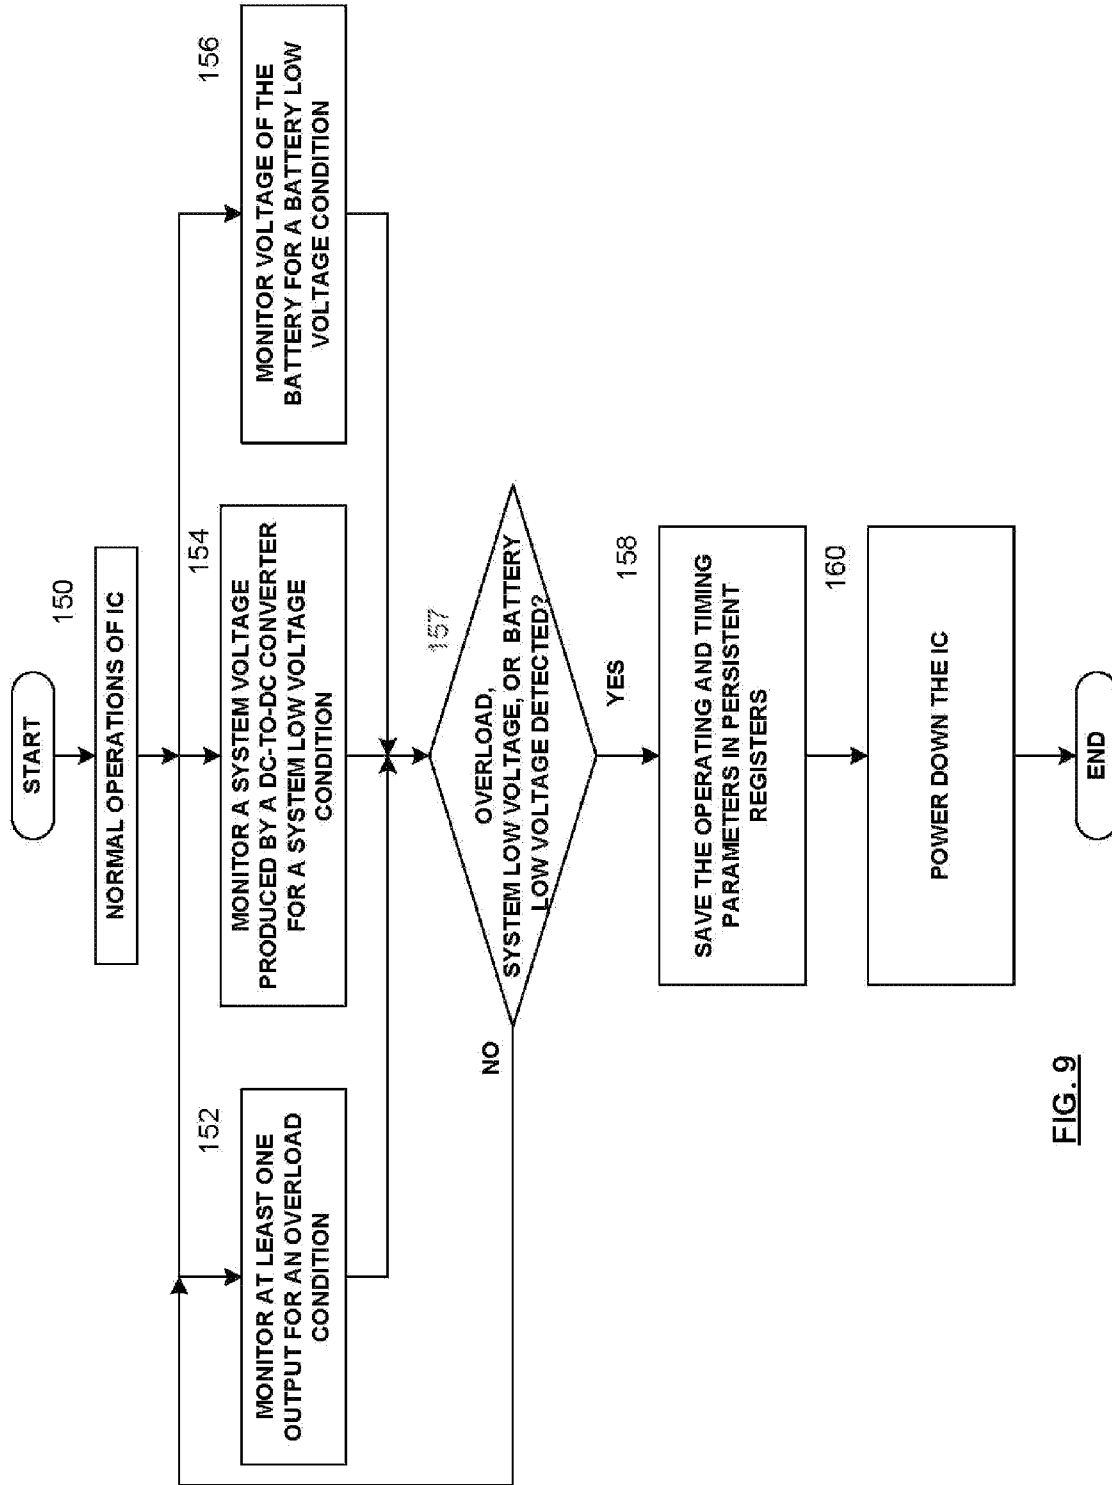 START
150
NORMAL OPERATIONS OF IC
152
MONITOR AT LEAST ONE
OUTPUT FOR AN OVERLOAD
CONDITION
154
MONITOR A SYSTEM VOLTAGE
PRODUCED BY A DC-TO-DC CONVERTER
FOR A SYSTEM LOW VOLTAGE
CONDITION
156
MONITOR VOLTAGE OF THE
BATTERY FOR A BATTERY LOW
VOLTAGE CONDITION
157
OVERLOAD,
SYSTEM LOW VOLTAGE, OR BATTERY
LOW VOLTAGE DETECTED?
NO
YES
158
SAVE THE OPERATING AND TIMING
PARAMETERS IN PERSISTENT
REGISTERS
160
POWER DOWN THE IC
END
FIG. 9